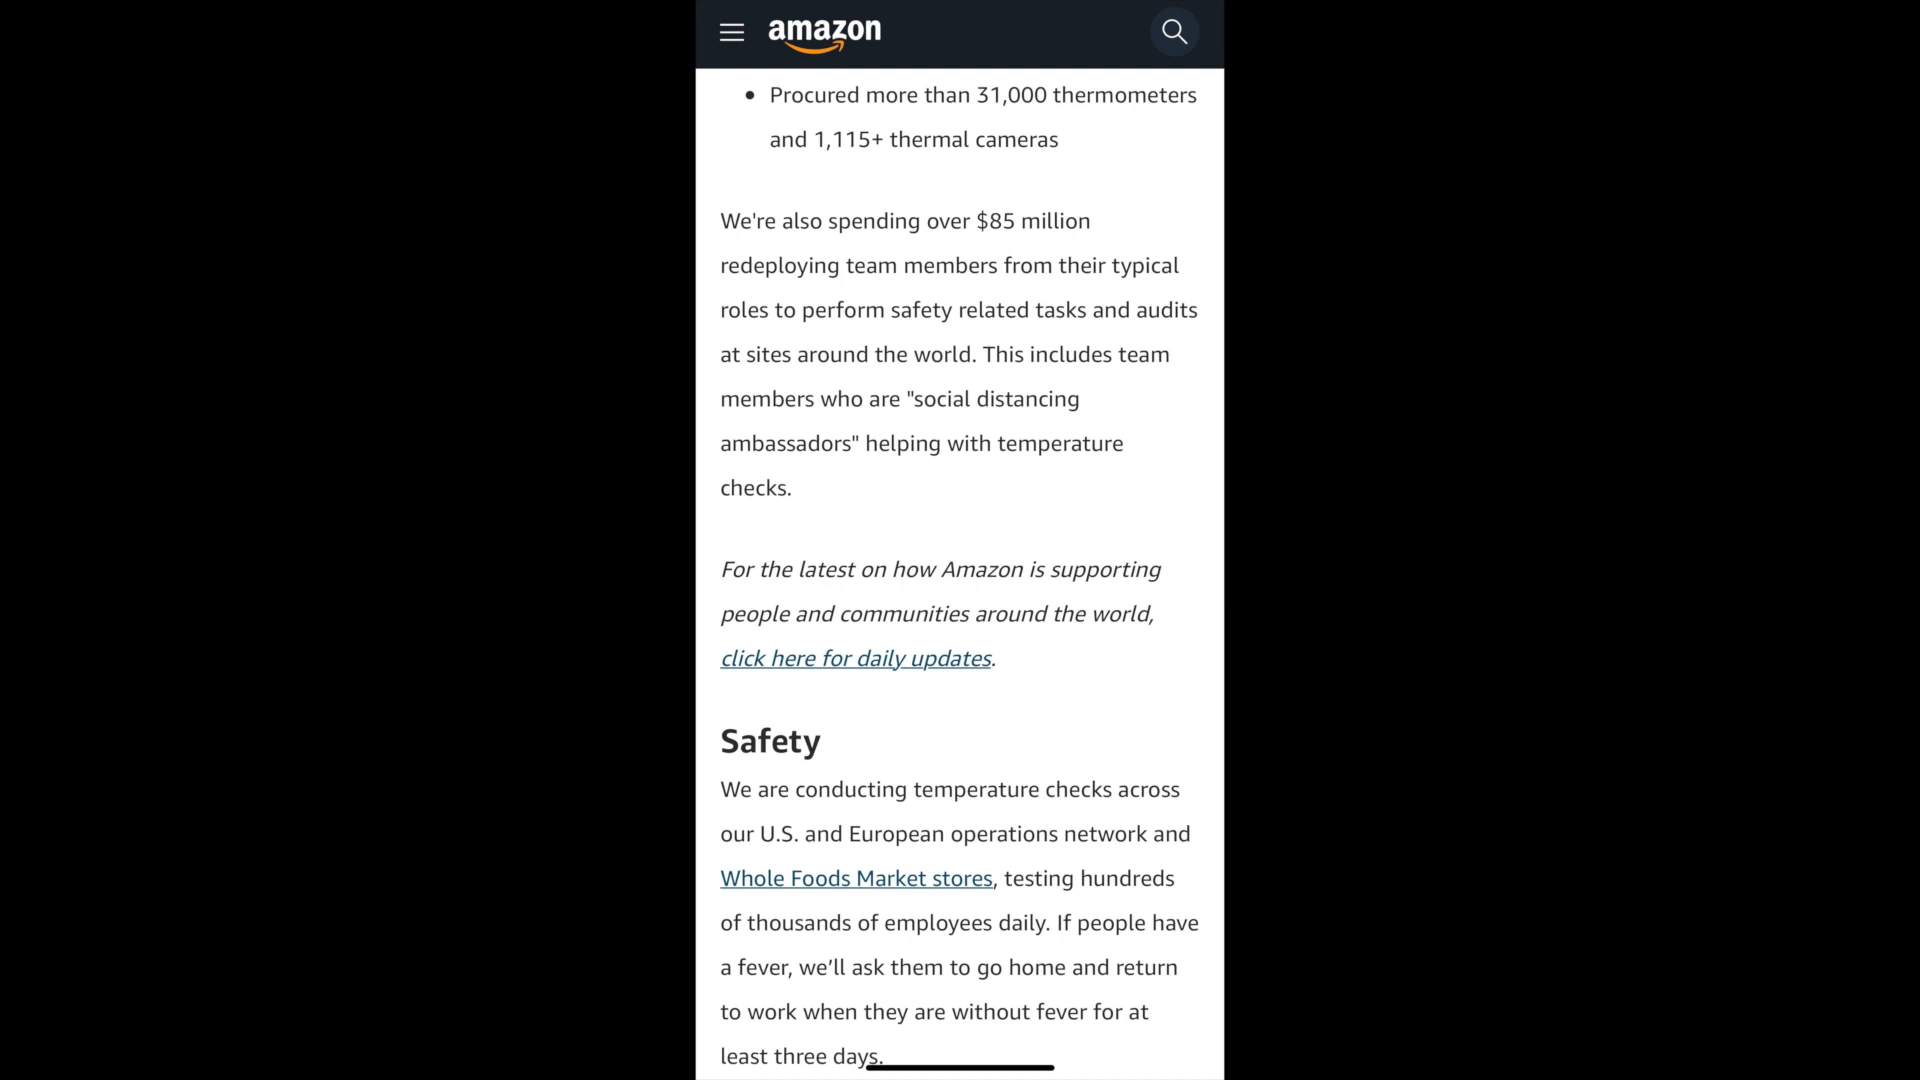 amazon
• Procured more than 31,000 thermometers
and 1,115+ thermal cameras
We're also spending over $85 million
redeploying team members from their typical
roles to perform safety related tasks and audits
at sites around the world. This includes team
members who are "social distancing
ambassadors" helping with temperature
checks.
For the latest on how Amazon is supporting
people and communities around the world,
click here for daily updates.
Safety
We are conducting temperature checks across
our U.S. and European operations network and
Whole Foods Market stores, testing hundreds
of thousands of employees daily. If people have
a fever, we’ll ask them to go home and return
to work when they are without fever for at
least three days.